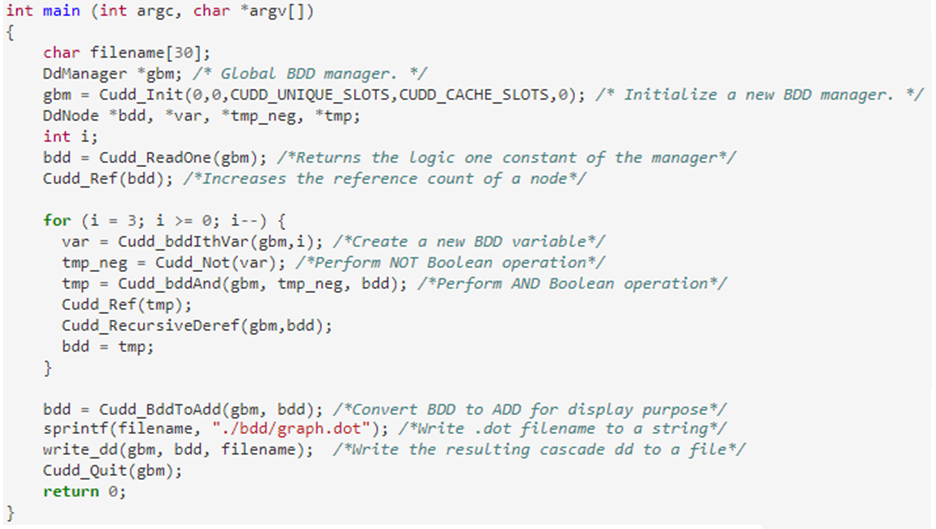 int main (int argc, char *argv[])
{
    char filename[30];
    DdManager *gbm; /* Global BDD manager. */
    gbm = Cudd_Init(0,0,CUDD_UNIQUE_SLOTS,CUDD_CACHE_SLOTS,0); /* Initialize a new BDD manager. */
    DdNode *bdd, *var, *tmp_neg, *tmp;
    int i;
    bdd = Cudd_ReadOne(gbm); /*Returns the logic one constant of the manager*/
    Cudd_Ref(bdd); /*Increases the reference count of a node*/

    for (i = 3; i >= 0; i--) {
      var = Cudd_bddIthVar(gbm,i); /*Create a new BDD variable*/
      tmp_neg = Cudd_Not(var); /*Perform NOT Boolean operation*/
      tmp = Cudd_bddAnd(gbm, tmp_neg, bdd); /*Perform AND Boolean operation*/
      Cudd_Ref(tmp);
      Cudd_RecursiveDeref(gbm,bdd);
      bdd = tmp;
    }

    bdd = Cudd_BddToAdd(gbm, bdd); /*Convert BDD to ADD for display purpose*/
    sprintf(filename, "./bdd/graph.dot"); /*Write .dot filename to a string*/
    write_dd(gbm, bdd, filename);  /*Write the resulting cascade dd to a file*/
    Cudd_Quit(gbm);
    return 0;
}